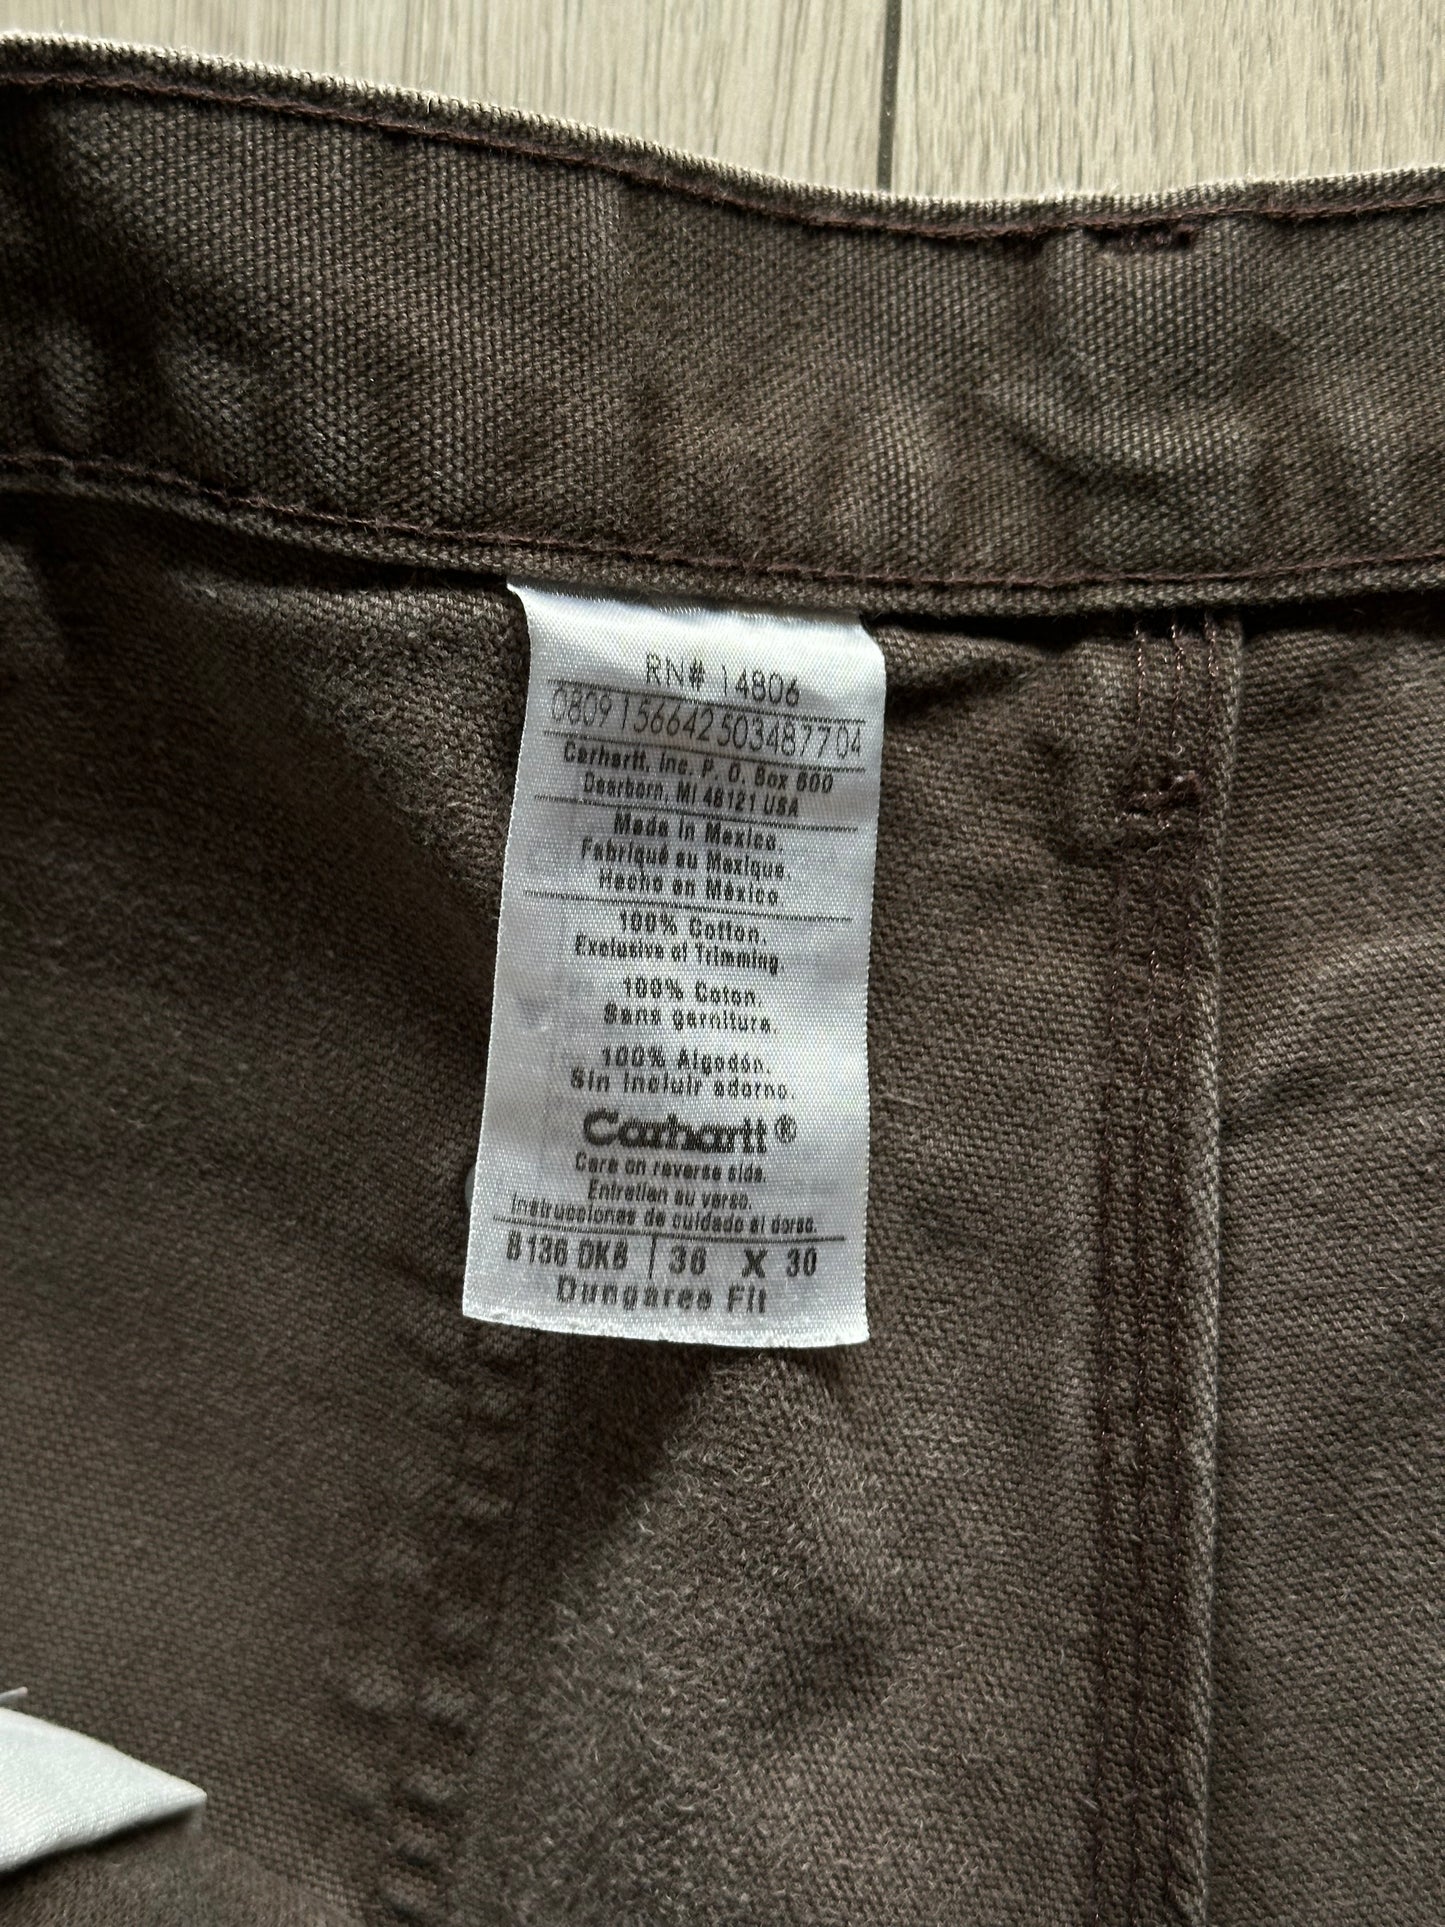 RN# 14806
08091566425034877 04
Carhartt, Inc. P. O. Box 600
Dearborn, MI 48121 USA
Made in Mexico.
Fabriqué au Mexique.
Hecho en México
100% Cotton.
Exclusive of Trimming.
100% Coton.
Sans garniture.
100% Algodón.
Sin incluir adorno.
Carhartt®
Care on reverse side.
Entretien au verso.
Instrucciones de cuidado al dorso.
B136 DKB | 36 X 30
Dungaree Fit